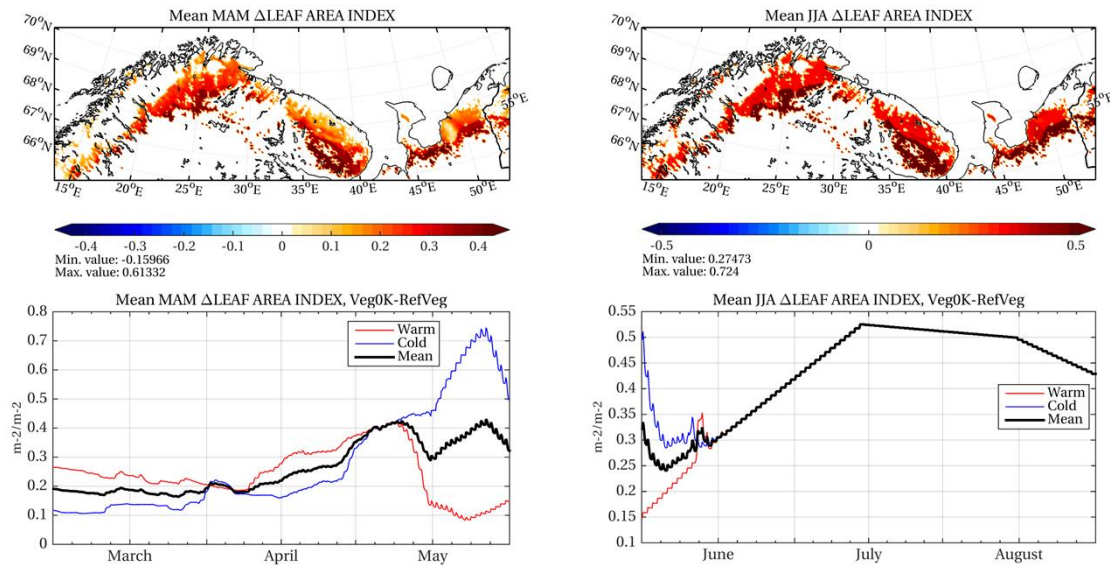 Mean MAM ΔLEAF AREA INDEX
70°N
69°N
68°N
67°N
66°N
15°E
20°E
25°E
30°E
35°E
40°E
45°E
50°E
55°E
-0.4 -0.3 -0.2 -0.1 0 0.1 0.2 0.3 0.4
Min. value: -0.15966
Max. value: 0.61332
Mean JJA ΔLEAF AREA INDEX
70°N
69°N
68°N
67°N
66°N
15°E
20°E
25°E
30°E
35°E
40°E
45°E
50°E
55°E
-0.5 0 0.5
Min. value: 0.27473
Max. value: 0.724
Mean MAM ΔLEAF AREA INDEX, Veg0K-RefVeg
0.8
0.7
0.6
0.5
0.4
0.3
0.2
0.1
0
m-2/m-2
Warm
Cold
Mean
March April May
Mean JJA ΔLEAF AREA INDEX, Veg0K-RefVeg
0.55
0.5
0.45
0.4
0.35
0.3
0.25
0.2
0.15
0.1
m-2/m-2
Warm
Cold
Mean
June July August